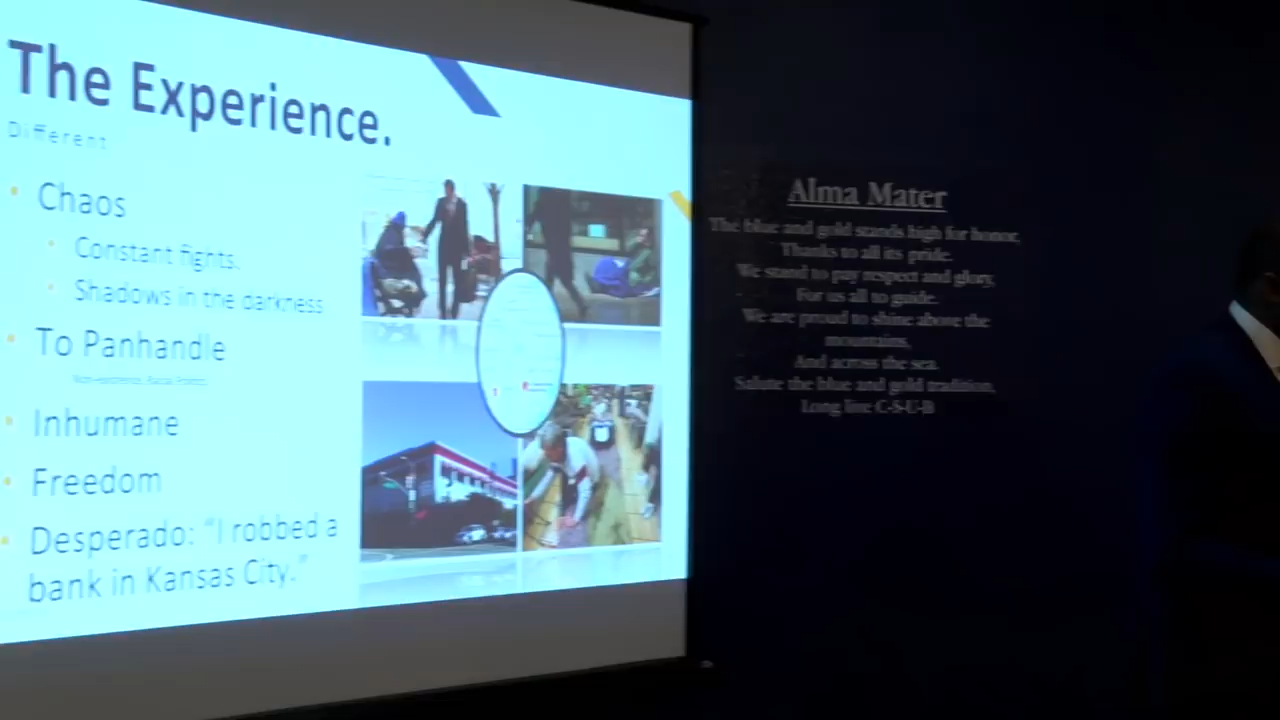 The Experience.
Different
Chaos
Constant fights.
Shadows in the darkness
To Panhandle
Inhumane
Freedom
Desperado: "I robbed a
bank in Kansas City."
Alma Mater
The blue and gold stands high for honor,
Thanks to all its pride.
We stand to pay respect and glory,
For us all to guide.
We are proud to shine above the
mountains,
And across the sea.
Salute the blue and gold tradition,
Long live C-S-U-B